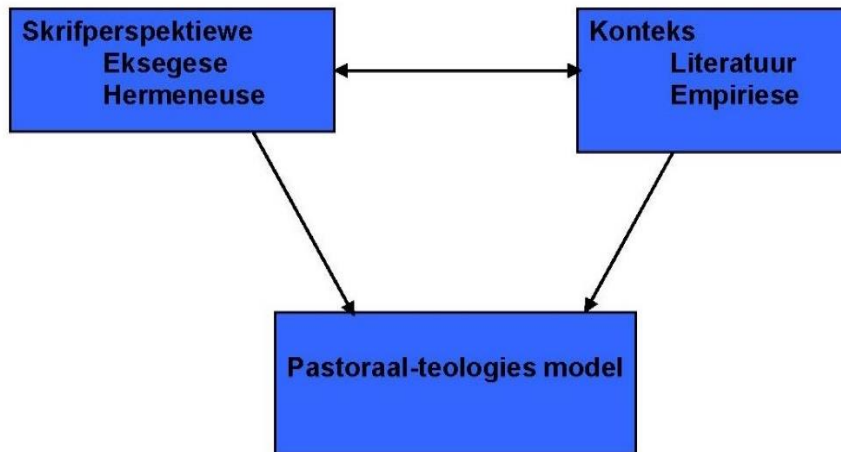 Skrifperspektiewe
Eksegese
Hermeneuse
Konteks
Literatuur
Empiriese
Pastoraal-teologies model